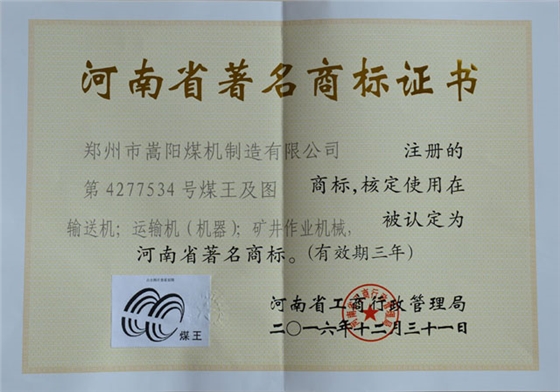 河南省著名商标证书
郑州市嵩阳煤机制造有限公司 注册的
第4277534号煤王及图 商标,核定使用在
输送机；运输机（机器）；矿井作业机械， 被认定为
河南省著名商标。(有效期三年)
煤王
河南省工商行政管理局
二〇一六年十二月三十一日